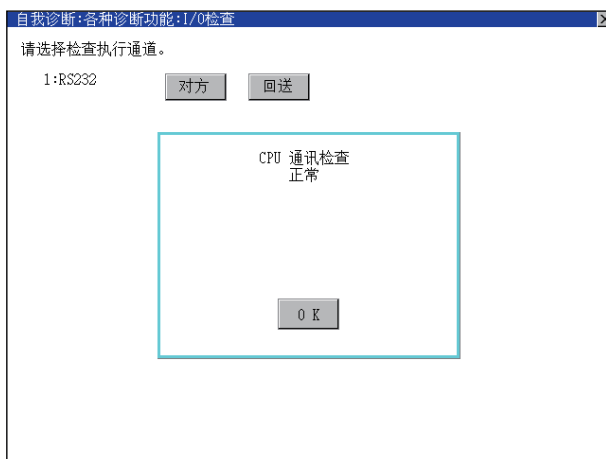 自我诊断:各种诊断功能:I/O检查
请选择检查执行通道。
1:RS232 对方 回送
CPU 通讯检查
正常
O K